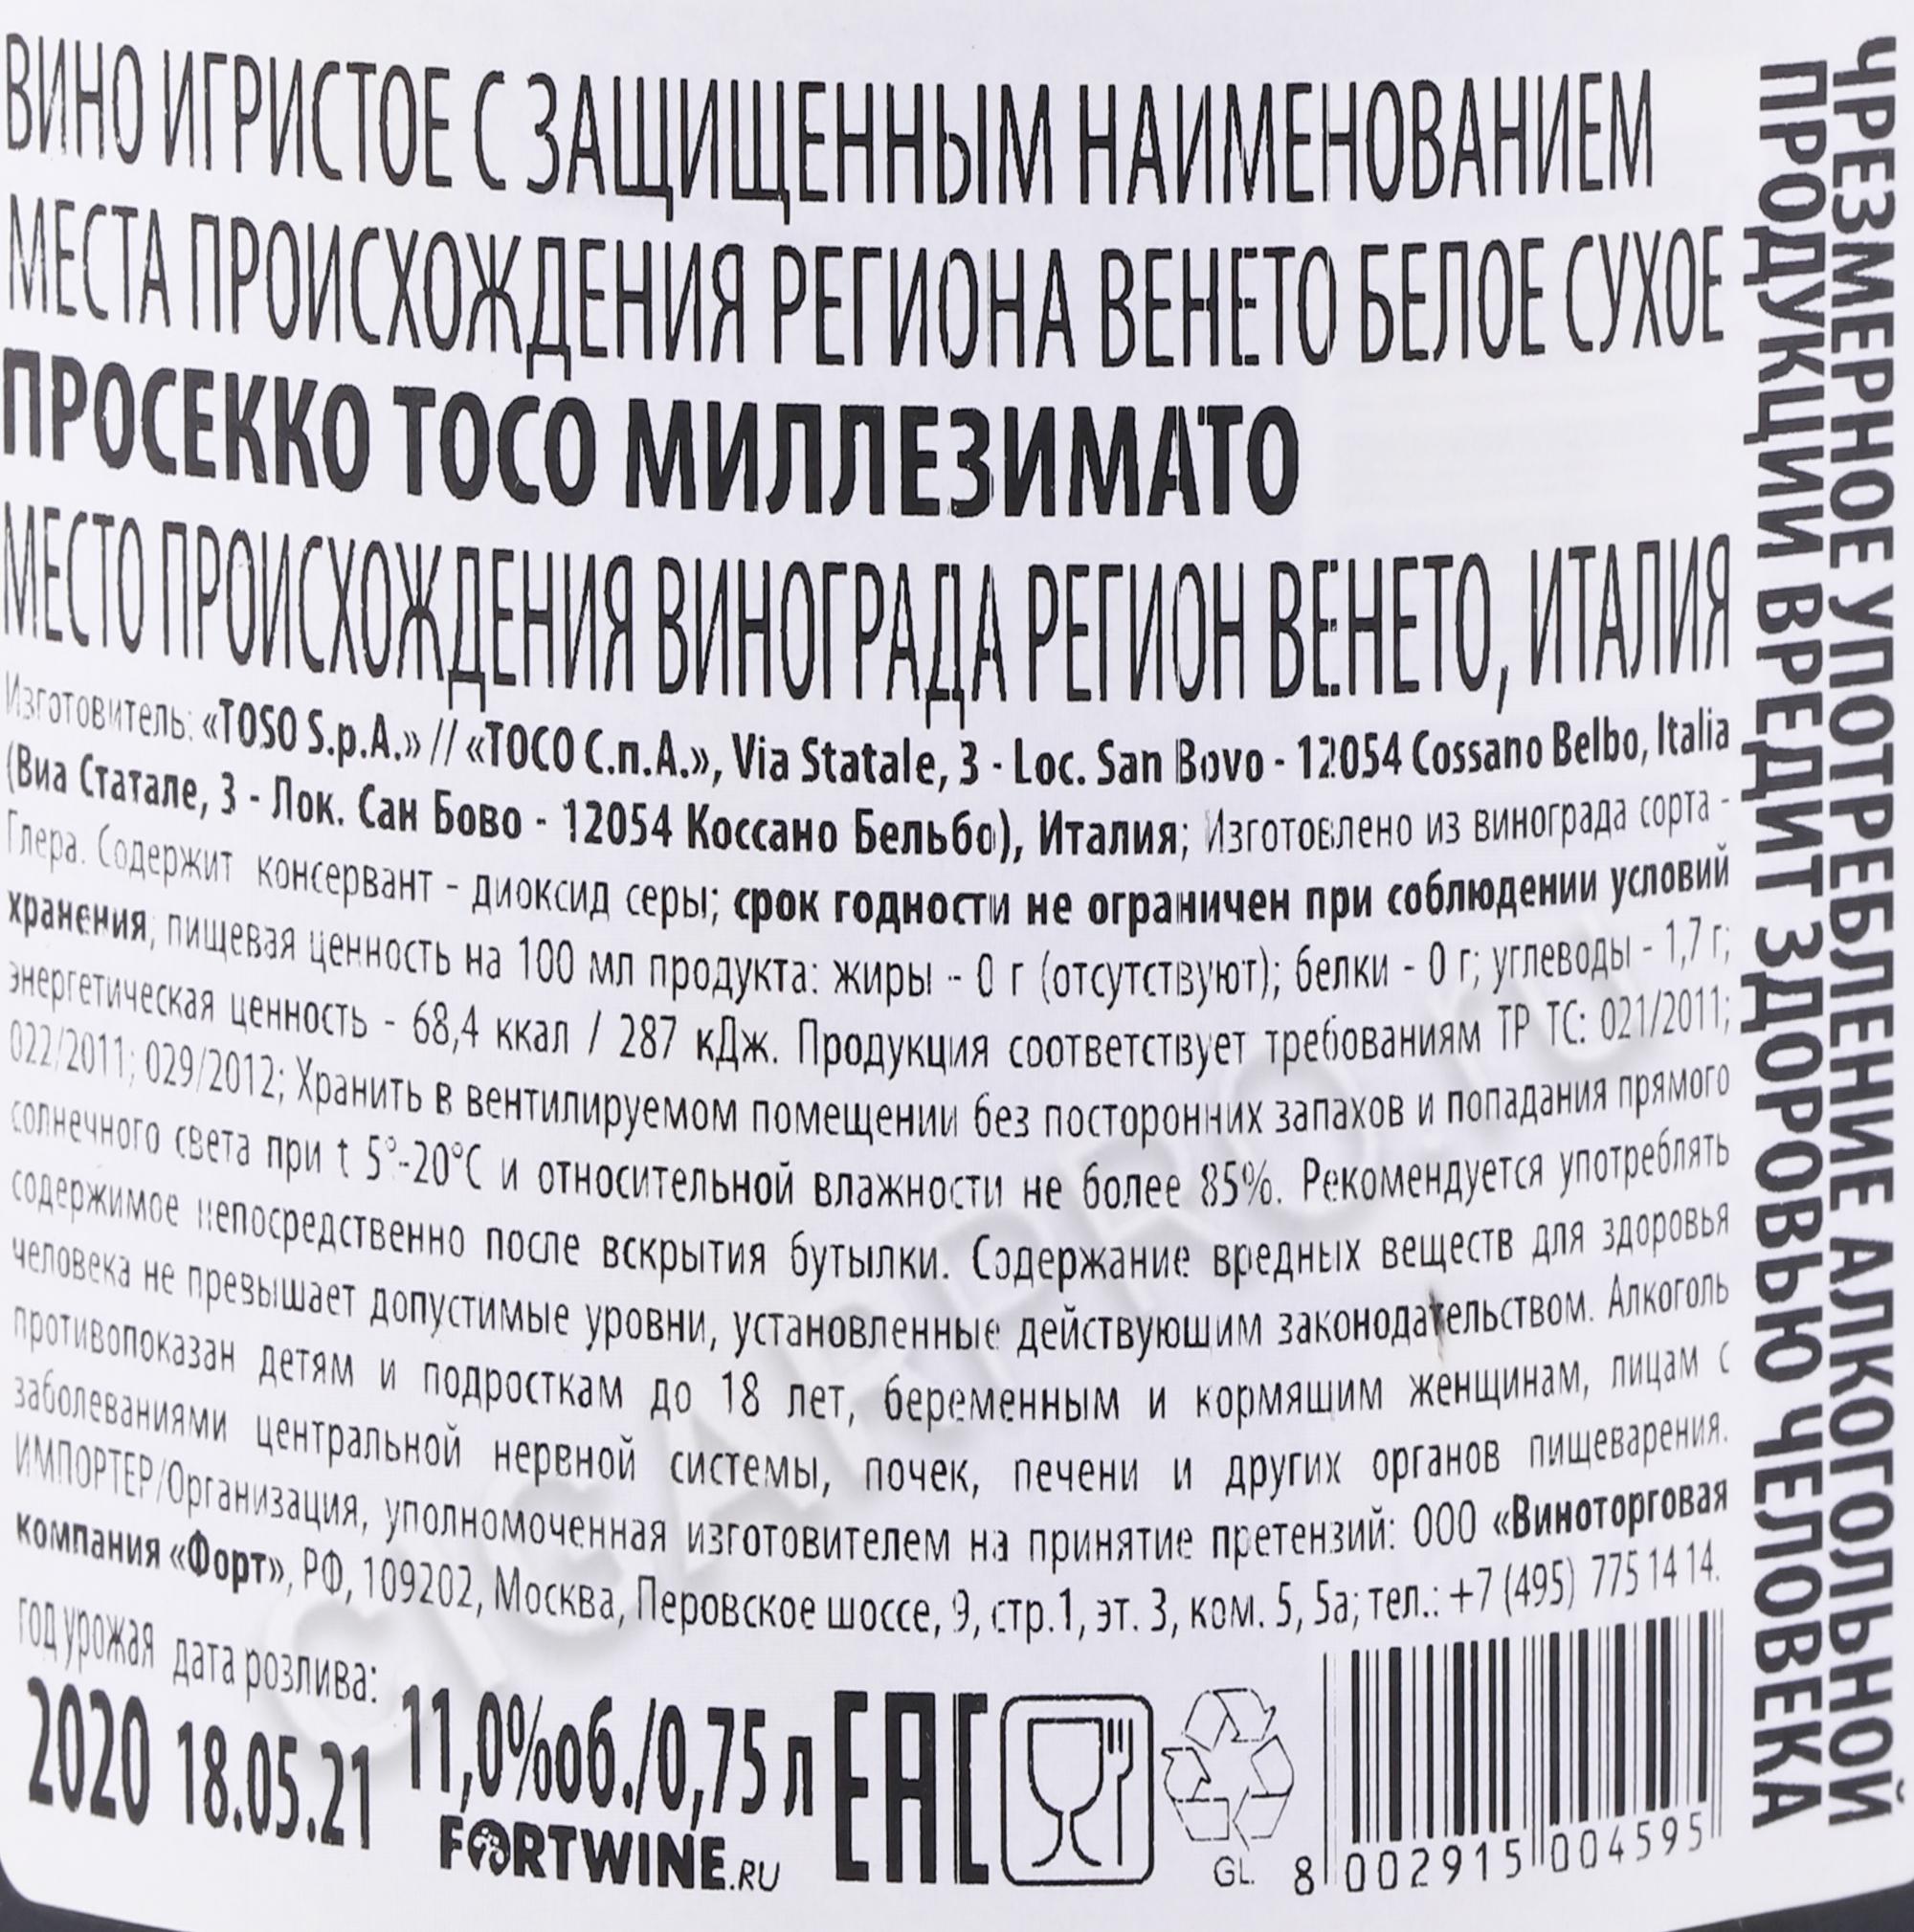 ВИНО ИГРИСТОЕ С ЗАЩИЩЕННЫМ НАИМЕНОВАНИЕМ
МЕСТА ПРОИСХОЖДЕНИЯ РЕГИОНА ВЕНЕТО БЕЛОЕ СУХОЕ
ПРОСЕККО ТОСО МИЛЛЕЗИМАТО
МЕСТО ПРОИСХОЖДЕНИЯ ВИНОГРАДА РЕГИОН ВЕНЕТО, ИТАЛИЯ
Изготовитель: «TOSO S.p.A.» // «ТОСО С.п.А.», Via Statale, 3 - Loc. San Bovo - 12054 Cossano Belbo, Italia
(Виа Статале, 3 - Лок. Сан Бово - 12054 Коссано Бельбо), Италия; Изготовлено из винограда сорта -
Глера. Содержит консервант - диоксид серы; срок годности не ограничен при соблюдении условий
хранения; пищевая ценность на 100 мл продукта: жиры - 0 г (отсутствуют); белки - 0 г; углеводы - 1,7 г;
энергетическая ценность - 68,4 ккал / 287 кДж. Продукция соответствует требованиям ТР ТС: 021/2011;
022/2011; 029/2012; Хранить в вентилируемом помещении без посторонних запахов и попадания прямого
солнечного света при t 5°-20°C и относительной влажности не более 85%. Рекомендуется употреблять
содержимое непосредственно после вскрытия бутылки. Содержание вредных веществ для здоровья
человека не превышает допустимые уровни, установленные действующим законодательством. Алкоголь
противопоказан детям и подросткам до 18 лет, беременным и кормящим женщинам, лицам с
заболеваниями центральной нервной системы, почек, печени и других органов пищеварения.
ИМПОРТЕР/Организация, уполномоченная изготовителем на принятие претензий: ООО «Виноторговая
компания «Форт», РФ, 109202, Москва, Перовское шоссе, 9, стр.1, эт. 3, ком. 5, 5а; тел.: +7 (495) 775 14 14.
год урожая дата розлива:
2020 18.05.21 11,0%об./0,75 л EAC
FORTWINE.RU
GL
8 002915 004595
ЧРЕЗМЕРНОЕ УПОТРЕБЛЕНИЕ АЛКОГОЛЬНОЙ
ПРОДУКЦИИ ВРЕДИТ ЗДОРОВЬЮ ЧЕЛОВЕКА
CIGARPRO.ru